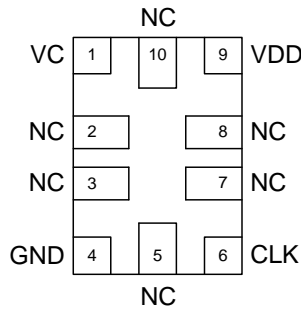 NC
VC 1 10 9 VDD
NC 2 8 NC
NC 3 7 NC
GND 4 5 6 CLK
NC